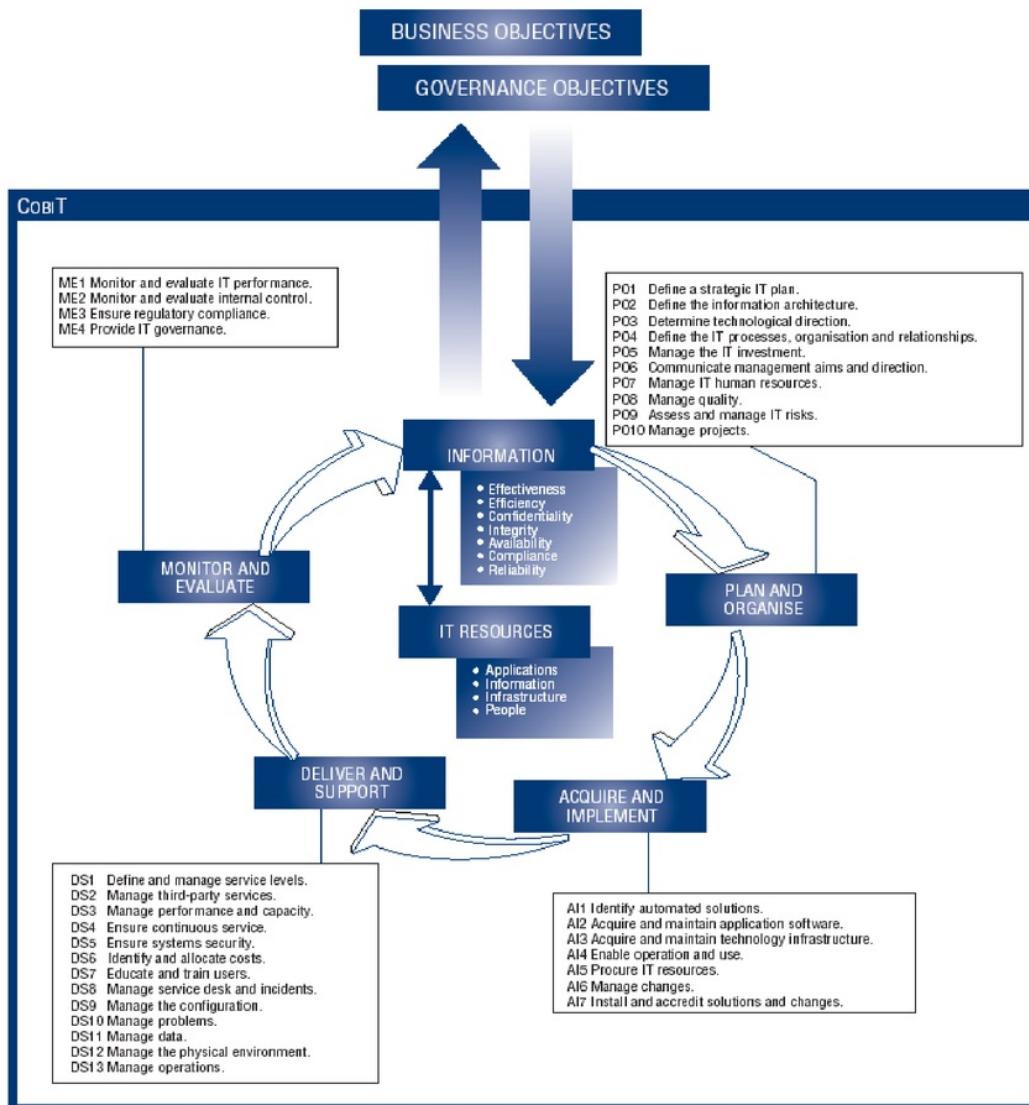 BUSINESS OBJECTIVES
GOVERNANCE OBJECTIVES
COBIT
ME1 Monitor and evaluate IT performance.
ME2 Monitor and evaluate internal control.
ME3 Ensure regulatory compliance.
ME4 Provide IT governance.
PO1 Define a strategic IT plan.
PO2 Define the information architecture.
PO3 Determine technological direction.
PO4 Define the IT processes, organisation and relationships.
PO5 Manage the IT investment.
PO6 Communicate management aims and direction.
PO7 Manage IT human resources.
PO8 Manage quality.
PO9 Assess and manage IT risks.
PO10 Manage projects.
INFORMATION
• Effectiveness
• Efficiency
• Confidentiality
• Integrity
• Availability
• Compliance
• Reliability
MONITOR AND
EVALUATE
PLAN AND
ORGANISE
IT RESOURCES
• Applications
• Information
• Infrastructure
• People
DELIVER AND
SUPPORT
ACQUIRE AND
IMPLEMENT
DS1 Define and manage service levels.
DS2 Manage third-party services.
DS3 Manage performance and capacity.
DS4 Ensure continuous service.
DS5 Ensure systems security.
DS6 Identify and allocate costs.
DS7 Educate and train users.
DS8 Manage service desk and incidents.
DS9 Manage the configuration.
DS10 Manage problems.
DS11 Manage data.
DS12 Manage the physical environment.
DS13 Manage operations.
AI1 Identify automated solutions.
AI2 Acquire and maintain application software.
AI3 Acquire and maintain technology infrastructure.
AI4 Enable operation and use.
AI5 Procure IT resources.
AI6 Manage changes.
AI7 Install and accredit solutions and changes.